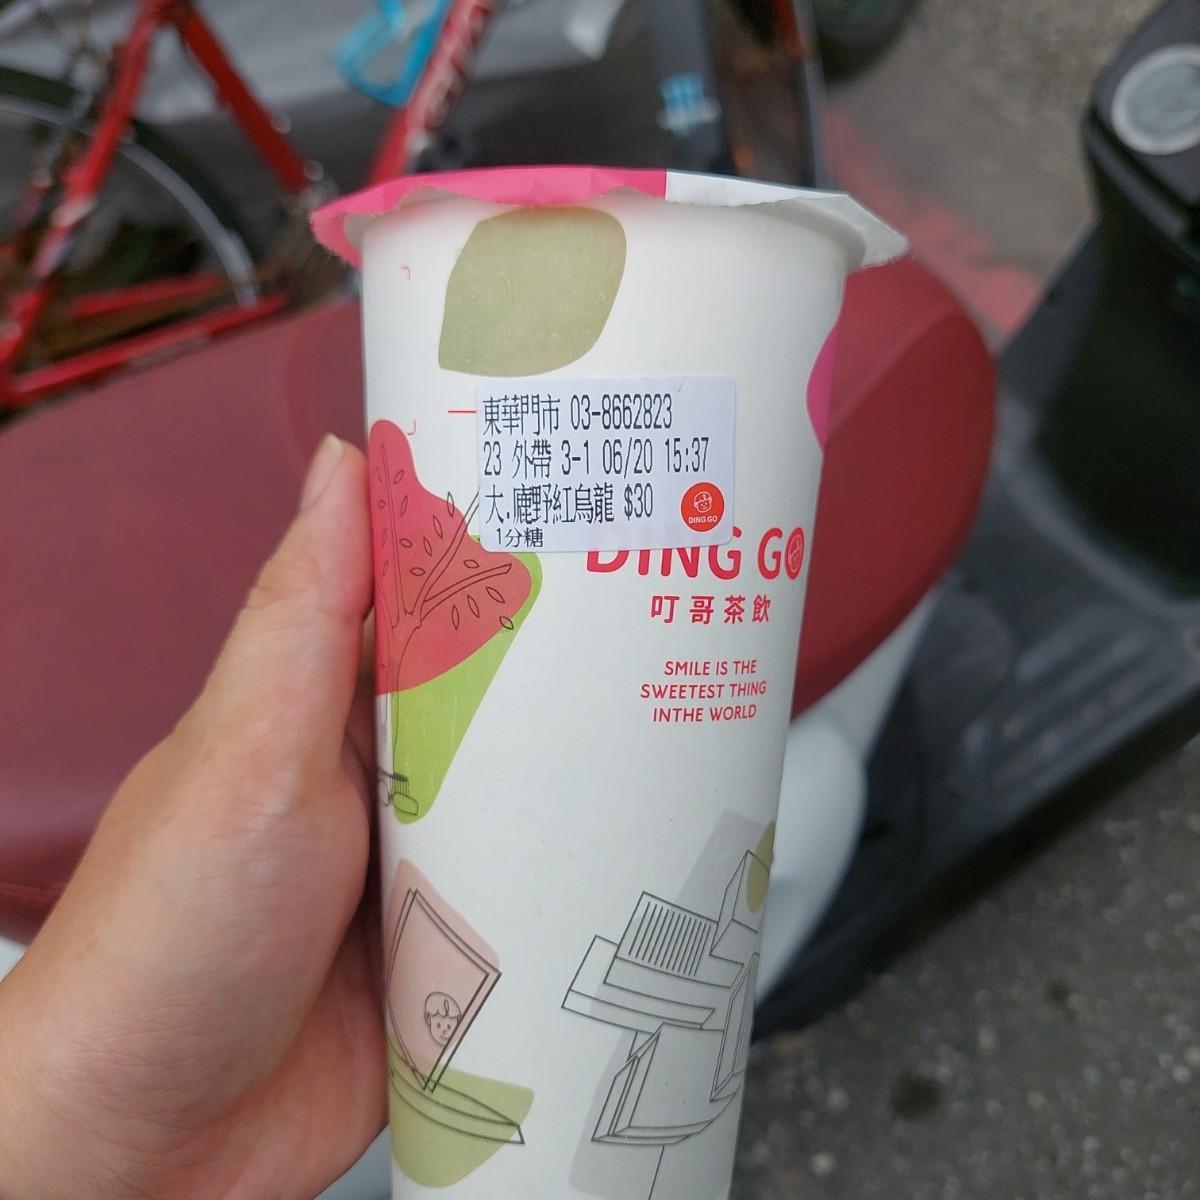 東華門市 03-8662823
23 外帶 3-1 06/20 15:37
大.鹿野紅烏龍 $30
1分糖
DING GO
DING GO
叮哥茶飲
SMILE IS THE
SWEETEST THING
INTHE WORLD